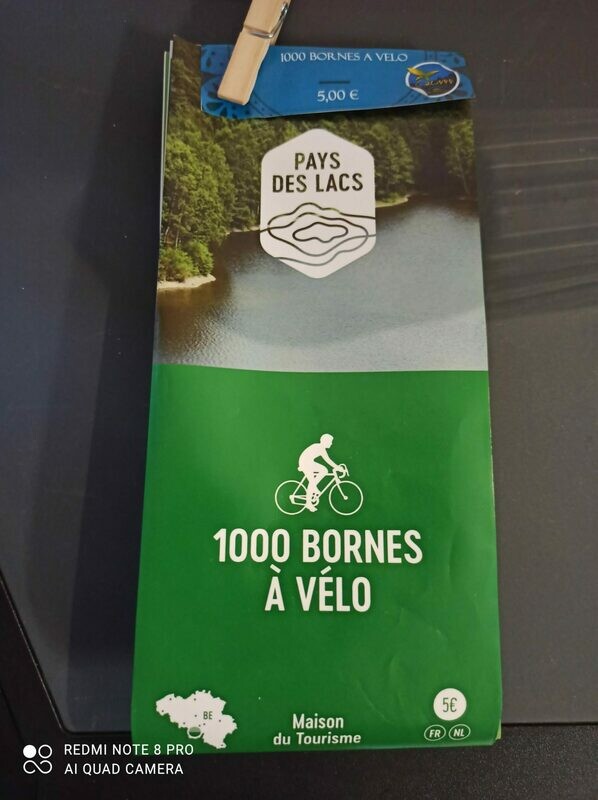 1000 BORNES A VELO
5,00 €
PAYS
DES LACS
1000 BORNES
À VÉLO
BE
Maison
du Tourisme
5€
FR NL
REDMI NOTE 8 PRO
AI QUAD CAMERA